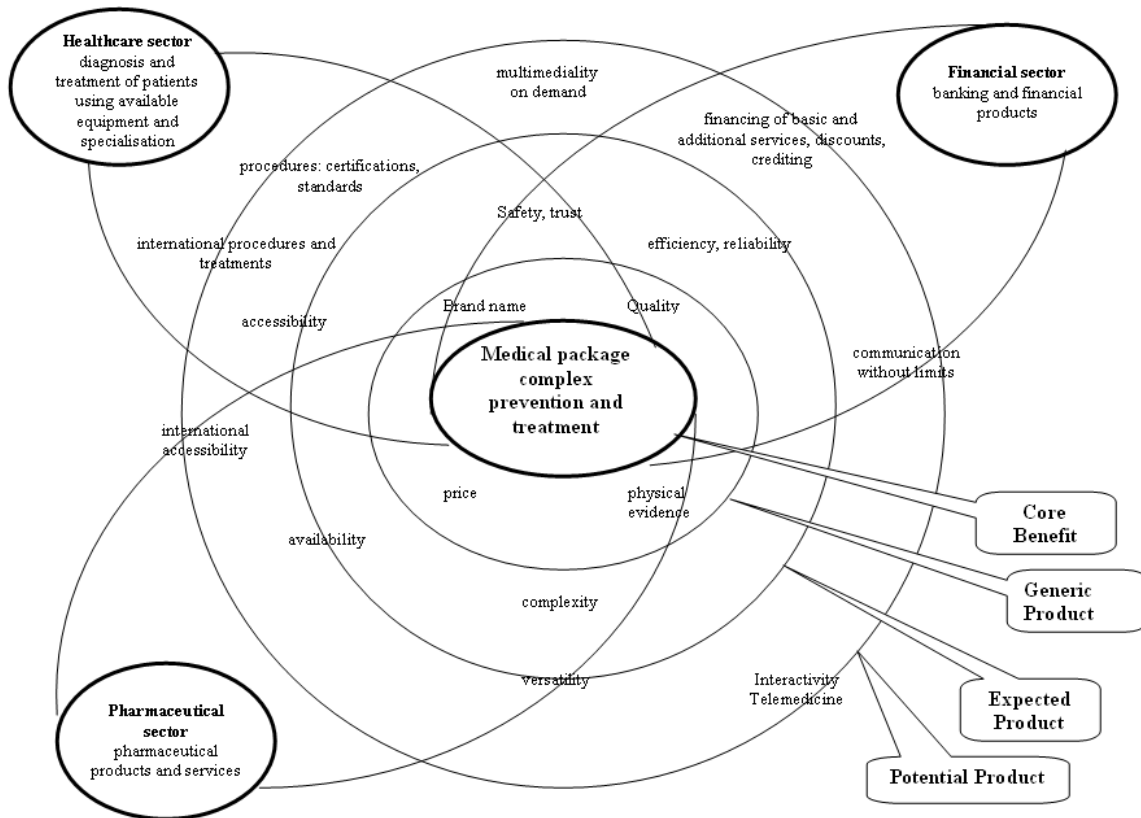 Healthcare sector
diagnosis and
treatment of patients
using available
equipment and
specialisation
multimediality
on demand
Financial sector
banking and financial
products
financing of basic and
additional services, discounts,
crediting
procedures: certifications,
standards
Safety, trust
international procedures and
treatments
efficiency, reliability
Brand name
Quality
accessibility
Medical package
complex
prevention and
treatment
communication
without limits
international
accessibility
price
physical
evidence
Core
Benefit
availability
Generic
Product
complexity
versatility
Interactivity
Telemedicine
Expected
Product
Pharmaceutical
sector
pharmaceutical
products and services
Potential Product